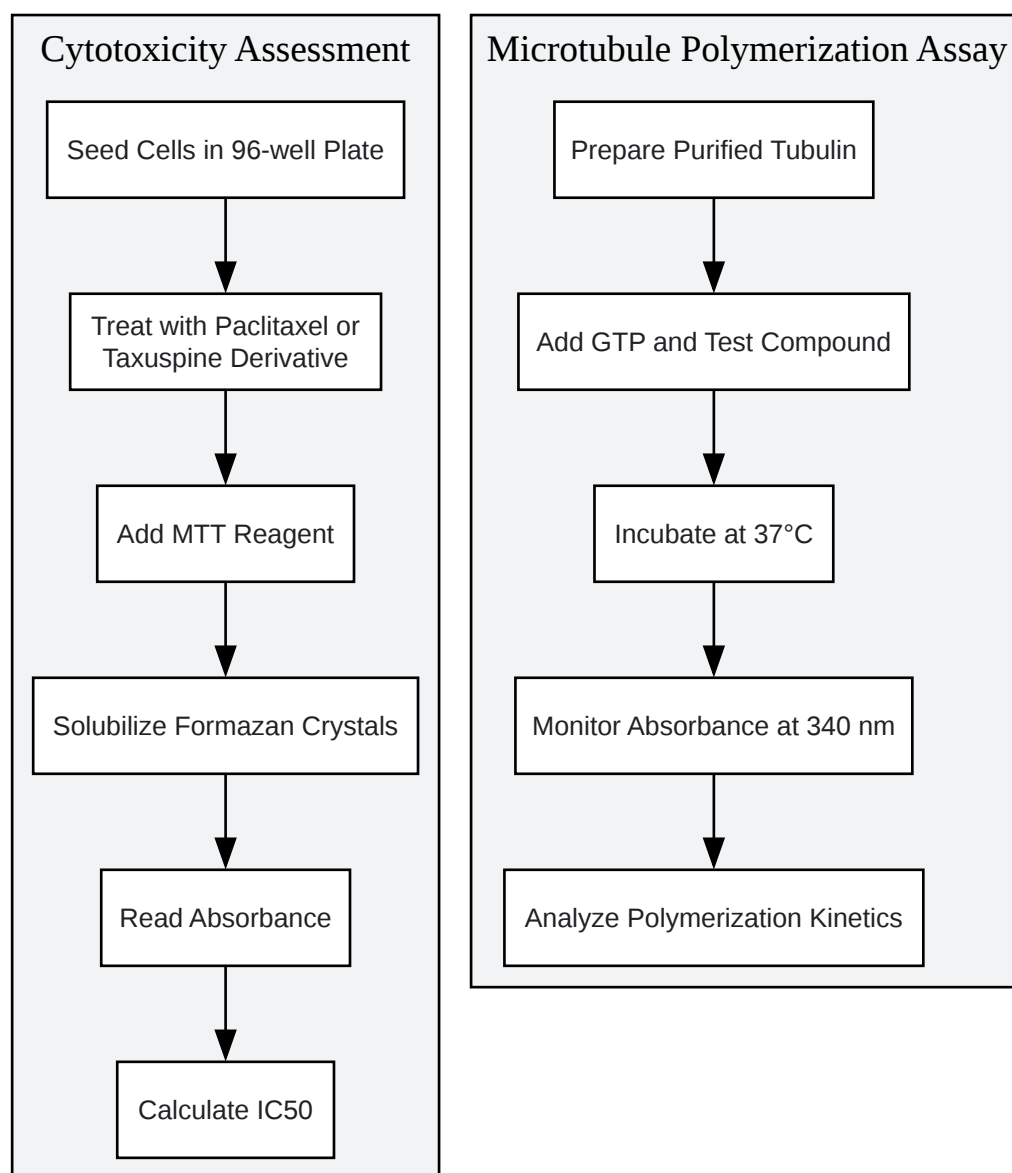 Cytotoxicity Assessment
Seed Cells in 96-well Plate
Treat with Paclitaxel or
Taxuspine Derivative
Add MTT Reagent
Solubilize Formazan Crystals
Read Absorbance
Calculate IC50
Microtubule Polymerization Assay
Prepare Purified Tubulin
Add GTP and Test Compound
Incubate at 37°C
Monitor Absorbance at 340 nm
Analyze Polymerization Kinetics